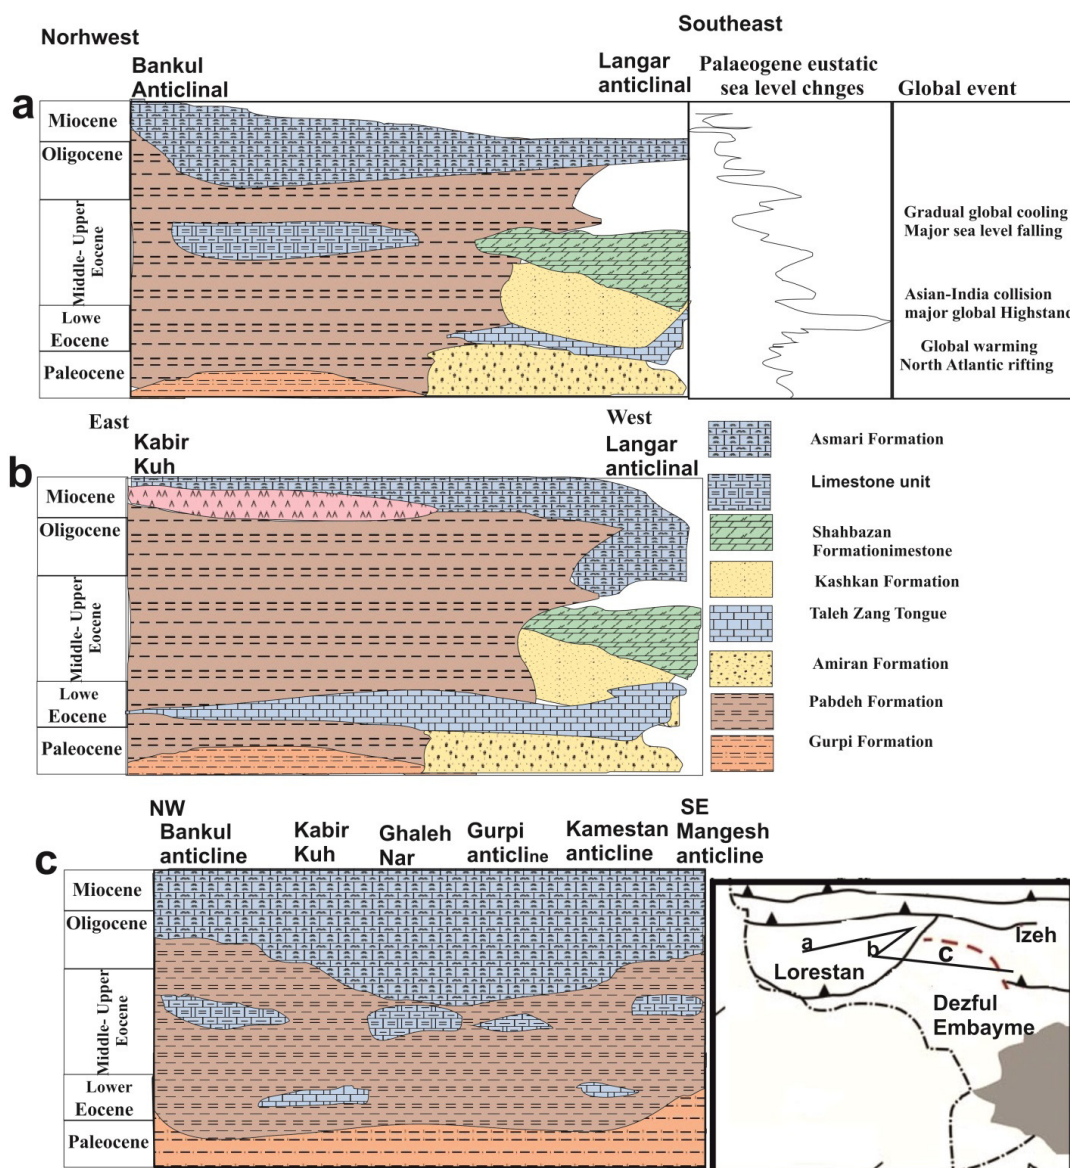 Norhwest
Southeast
Bankul
Anticlinal
Langar
anticlinal
Palaeogene eustatic
sea level chnges
Global event
a
Miocene
Oligocene
Middle- Upper
Eocene
Lowe
Eocene
Paleocene
Gradual global cooling
Major sea level falling
Asian-India collision
major global Highstand
Global warming
North Atlantic rifting
East
West
Kabir
Kuh
Langar
anticlinal
b
Miocene
Oligocene
Middle- Upper
Eocene
Lowe
Eocene
Paleocene
Asmari Formation
Limestone unit
Shahbazan
Formationimestone
Kashkan Formation
Taleh Zang Tongue
Amiran Formation
Pabdeh Formation
Gurpi Formation
NW
SE
Bankul
anticline
Kabir
Kuh
Ghaleh
Nar
Gurpi
anticline
Kamestan
anticline
Mangesh
anticline
c
Miocene
Oligocene
Middle- Upper
Eocene
Lower
Eocene
Paleocene
a
b
c
Izeh
Lorestan
Dezful
Embayme